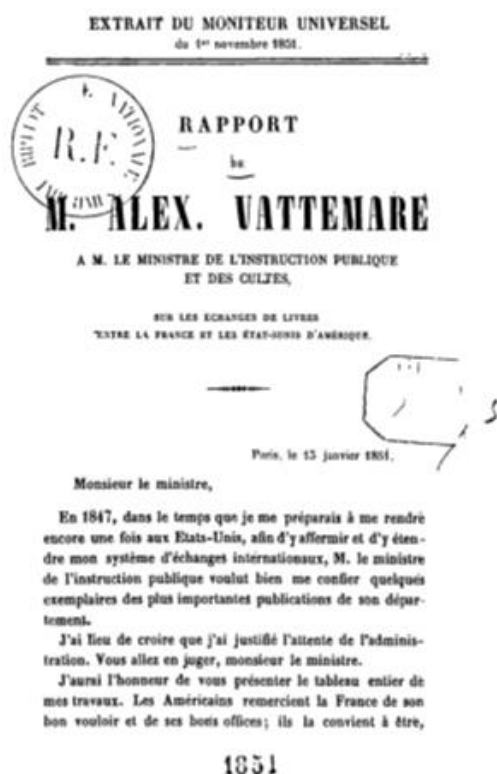 EXTRAIT DU MONITEUR UNIVERSEL
du 1er novembre 1851.
RAPPORT
DE
M. ALEX. VATTEMARE
A M. LE MINISTRE DE L'INSTRUCTION PUBLIQUE
ET DES CULTES,
SUR LES ÉCHANGES DE LIVRES
ENTRE LA FRANCE ET LES ÉTAT-SUNIS D'AMÉRIQUE.
R.F.
NATIONALE
Paris, le 15 janvier 1851.
Monsieur le ministre,
En 1847, dans le temps que je me préparais à me rendre
encore une fois aux Etats-Unis, afin d'y affermir et d'y éten-
dre mon système d'échanges internationaux, M. le ministre
de l'instruction publique voulut bien me confier quelques
exemplaires des plus importantes publications de son dépar-
tement.
J'ai lieu de croire que j'ai justifié l'attente de l'adminis-
tration. Vous allez en juger, monsieur le ministre.
J'aurai l'honneur de vous présenter le tableau entier de
mes travaux. Les Américains remercient la France de son
bon vouloir et de ses bons offices; ils la convient à être,
1851